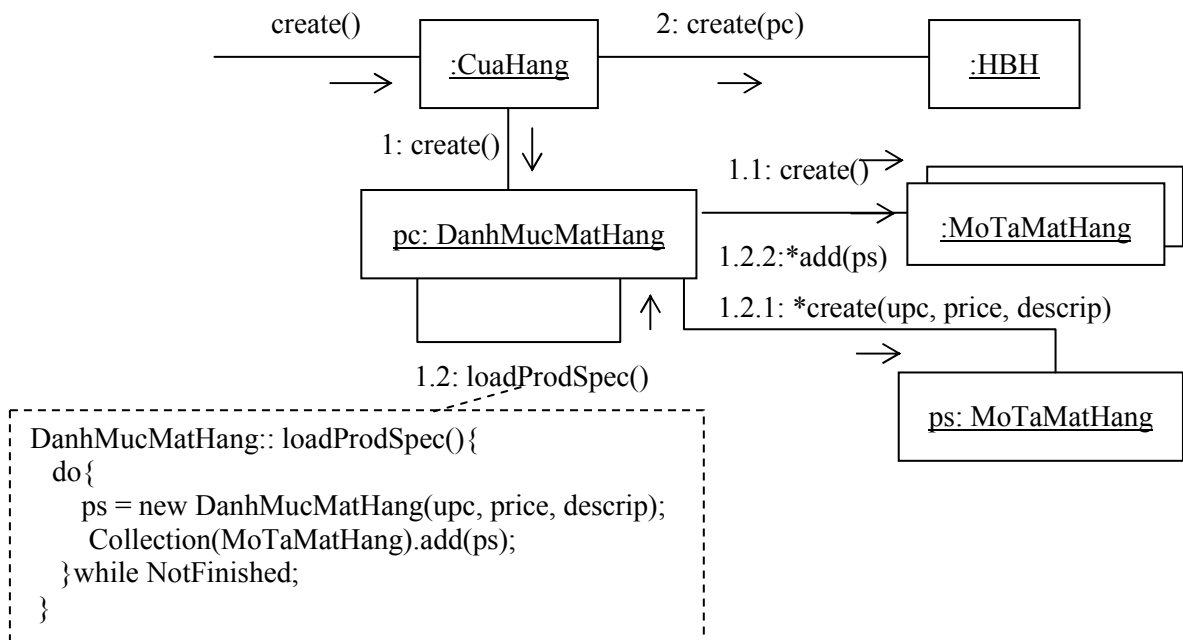 create()
2: create(pc)
:CuaHang
:HBH
1: create()
1.1: create()
pc: DanhMucMatHang
:MoTaMatHang
1.2.2:*add(ps)
1.2.1: *create(upc, price, descrip)
1.2: loadProdSpec()
ps: MoTaMatHang
DanhMucMatHang:: loadProdSpec(){
do{
ps = new DanhMucMatHang(upc, price, descrip);
Collection(MoTaMatHang).add(ps);
}while NotFinished;
}